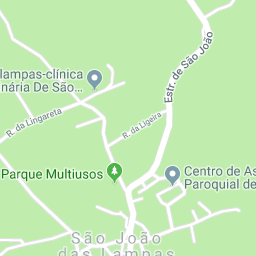 lampas-clínica
nária De São...
Estr. de São João
R. da Lingareta
R. da Ligeira
Parque Multiusos
Centro de As
Paroquial de
São João
das Lampas